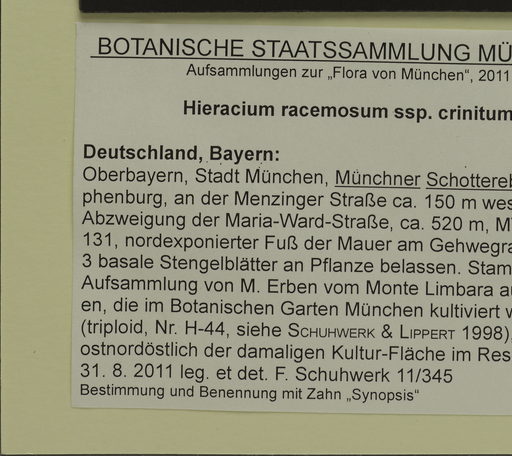 BOTANISCHE STAATSSAMMLUNG MÜ
Aufsammlungen zur „Flora von München“, 2011
Hieracium racemosum ssp. crinitum
Deutschland, Bayern:
Oberbayern, Stadt München, Münchner Schottereb
phenburg, an der Menzinger Straße ca. 150 m wes
Abzweigung der Maria-Ward-Straße, ca. 520 m, M
131, nordexponierter Fuß der Mauer am Gehwegra
3 basale Stengelblätter an Pflanze belassen. Stam
Aufsammlung von M. Erben vom Monte Limbara au
en, die im Botanischen Garten München kultiviert w
(triploid, Nr. H-44, siehe SCHUHWERK & LIPPERT 1998),
ostnordöstlich der damaligen Kultur-Fläche im Res
31. 8. 2011 leg. et det. F. Schuhwerk 11/345
Bestimmung und Benennung mit Zahn „Synopsis“